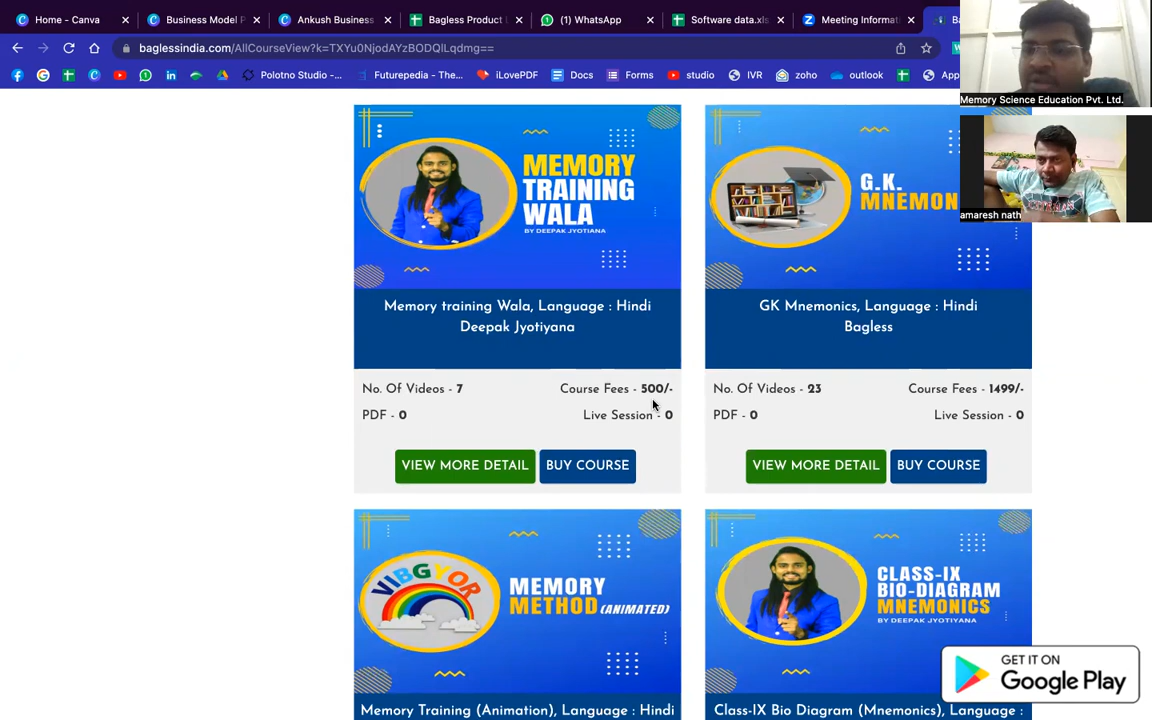 Home - Canva
Business Model P
Ankush Business
Bagless Product
(1) WhatsApp
Software data.xls
Meeting Informat
baglessindia.com/AllCourseView?k=TXYu0NjodAYzBODQlLqdmg==
Polotno Studio -...
Futurepedia - The...
iLovePDF
Docs
Forms
studio
IVR
zoho
outlook
App
Memory Science Education Pvt. Ltd.
amaresh nath
MEMORY
TRAINING
WALA
BY DEEPAK JYOTIANA
Memory training Wala, Language : Hindi
Deepak Jyotiyana
No. Of Videos - 7
Course Fees - 500/-
PDF - 0
Live Session - 0
VIEW MORE DETAIL
BUY COURSE
G.K.
MNEMON
GK Mnemonics, Language : Hindi
Bagless
No. Of Videos - 23
Course Fees - 1499/-
PDF - 0
Live Session - 0
VIEW MORE DETAIL
BUY COURSE
VIBGYOR
MEMORY
METHOD (ANIMATED)
Memory Training (Animation), Language : Hindi
CLASS-IX
BIO-DIAGRAM
MNEMONICS
BY DEEPAK JYOTIYANA
Class-IX Bio Diagram (Mnemonics), Language :
GET IT ON
Google Play